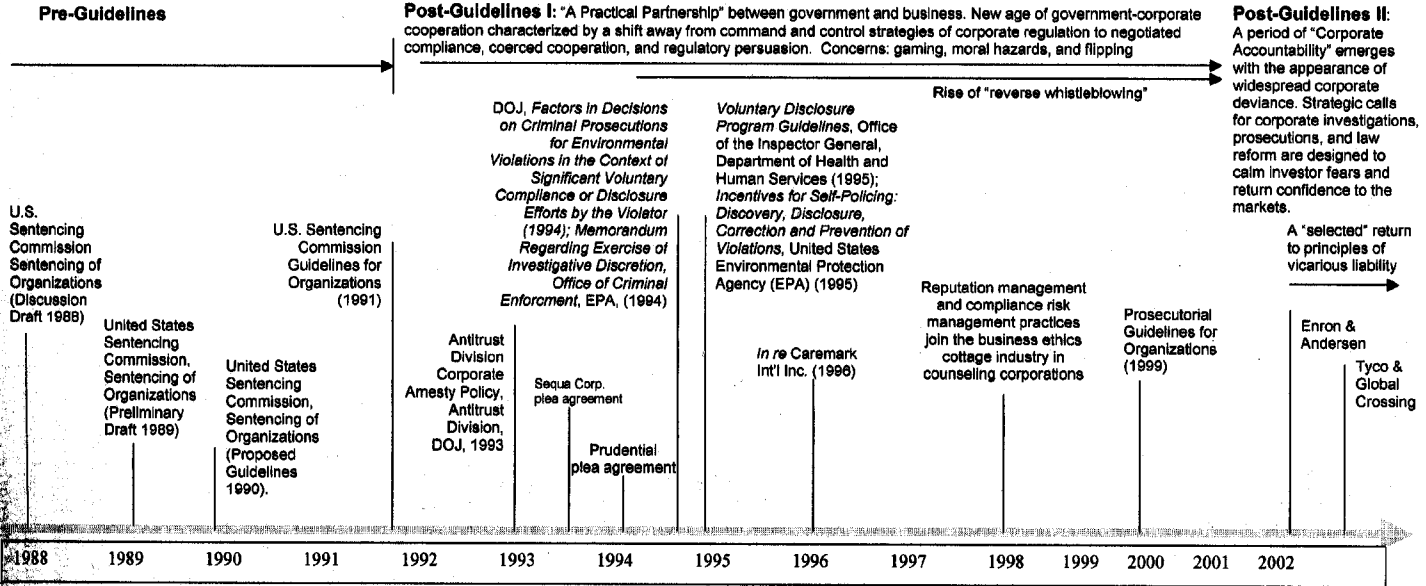 Pre-Guidelines
Post-Guidelines I: "A Practical Partnership" between government and business. New age of government-corporate
cooperation characterized by a shift away from command and control strategies of corporate regulation to negotiated
compliance, coerced cooperation, and regulatory persuasion. Concerns: gaming, moral hazards, and flipping
Post-Guidelines II:
A period of "Corporate
Accountability" emerges
with the appearance of
widespread corporate
deviance. Strategic calls
for corporate investigations,
prosecutions, and law
reform are designed to
calm investor fears and
return confidence to the
markets.
Rise of "reverse whistleblowing"
A "selected" return
to principles of
vicarious liability
U.S.
Sentencing
Commission
Sentencing of
Organizations
(Discussion
Draft 1988)
United States
Sentencing
Commission,
Sentencing of
Organizations
(Preliminary
Draft 1989)
United States
Sentencing
Commission,
Sentencing of
Organizations
(Proposed
Guidelines
1990).
U.S. Sentencing
Commission
Guidelines for
Organizations
(1991)
Antitrust
Division
Corporate
Amesty Policy,
Antitrust
Division,
DOJ, 1993
DOJ, Factors in Decisions
on Criminal Prosecutions
for Environmental
Violations in the Context of
Significant Voluntary
Compliance or Disclosure
Efforts by the Violator
(1994); Memorandum
Regarding Exercise of
Investigative Discretion,
Office of Criminal
Enforcment, EPA, (1994)
Sequa Corp.
plea agreement
Prudential
plea agreement
Voluntary Disclosure
Program Guidelines, Office
of the Inspector General,
Department of Health and
Human Services (1995);
Incentives for Self-Policing:
Discovery, Disclosure,
Correction and Prevention of
Violations, United States
Environmental Protection
Agency (EPA) (1995)
In re Caremark
Int'l Inc. (1996)
Reputation management
and compliance risk
management practices
join the business ethics
cottage industry in
counseling corporations
Prosecutorial
Guidelines for
Organizations
(1999)
Enron &
Andersen
Tyco &
Global
Crossing
1988 1989 1990 1991 1992 1993 1994 1995 1996 1997 1998 1999 2000 2001 2002